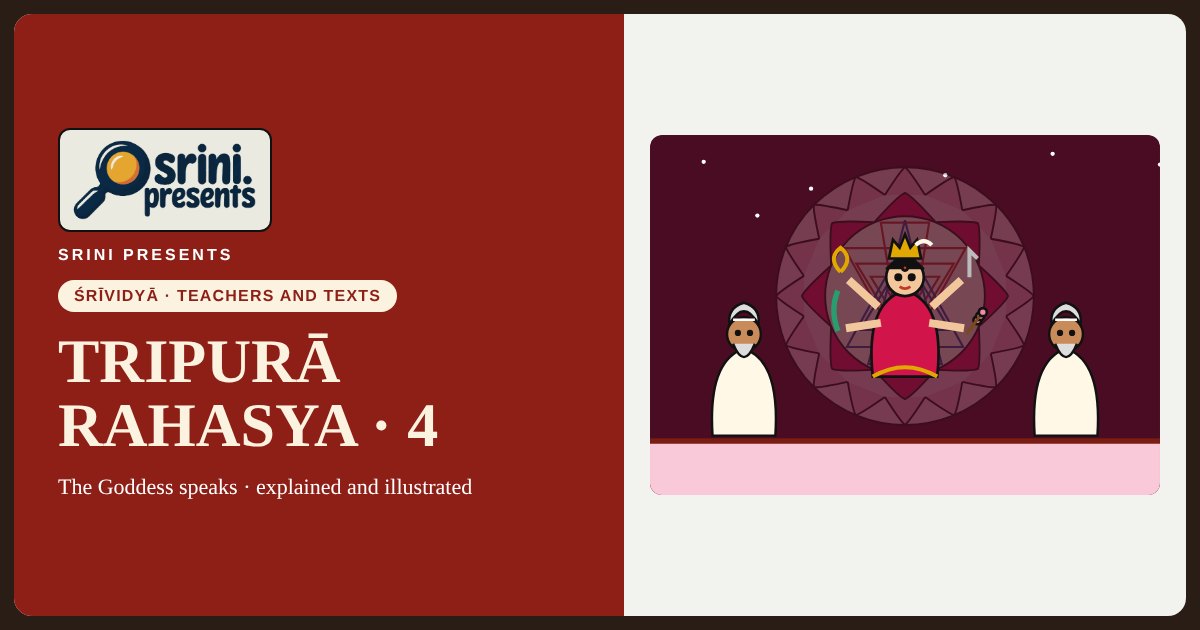 srini.
presents
SRINI PRESENTS
ŚRĪVIDYĀ · TEACHERS AND TEXTS
TRIPURĀ
RAHASYA · 4
The Goddess speaks · explained and illustrated